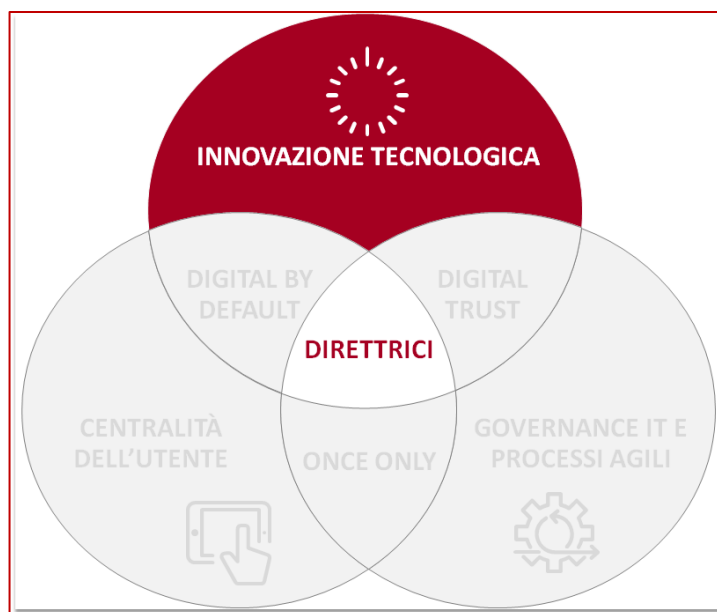 INNOVAZIONE TECNOLOGICA
DIGITAL BY
DEFAULT
DIGITAL
TRUST
DIRETTRICI
CENTRALITÀ
DELL'UTENTE
ONCE ONLY
GOVERNANCE IT E
PROCESSI AGILI